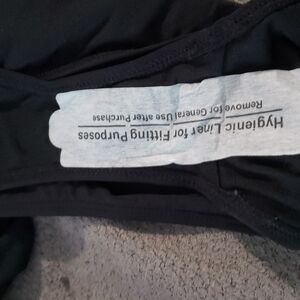 Hygienic Liner for Fitting Purposes
Remove for General Use after Purchase